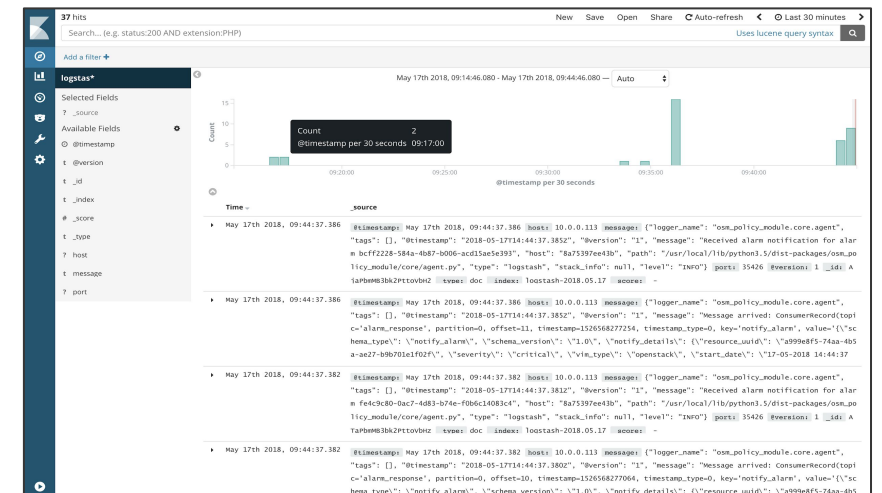 37 hits
New Save Open Share Auto-refresh Last 30 minutes
Search... (e.g. status:200 AND extension:PHP)
Uses lucene query syntax
Add a filter
logstas*
May 17th 2018, 09:14:46.080 - May 17th 2018, 09:44:46.080 — Auto
Selected Fields
? _source
Available Fields
@timestamp
t @version
t _id
t _index
# _score
t _type
? host
t message
? port
Count
15
10
5
0
Count 2
@timestamp per 30 seconds 09:17:00
09:20:00 09:25:00 09:30:00 09:35:00 09:40:00
@timestamp per 30 seconds
Time _source
May 17th 2018, 09:44:37.386 @timestamp: May 17th 2018, 09:44:37.386 host: 10.0.0.113 message: {"logger_name": "osm_policy_module.core.agent",
"tags": [], "@timestamp": "2018-05-17T14:44:37.385Z", "@version": "1", "message": "Received alarm notification for alar
m bcff2228-584a-4b87-b006-acd15ae5e393", "host": "8a75397ee43b", "path": "/usr/local/lib/python3.5/dist-packages/osm_po
licy_module/core/agent.py", "type": "logstash", "stack_info": null, "level": "INFO"} port: 35426 @version: 1 _id: A
_type: doc _index: logstash-2018.05.17 _score: -
May 17th 2018, 09:44:37.386 @timestamp: May 17th 2018, 09:44:37.386 host: 10.0.0.113 message: {"logger_name": "osm_policy_module.core.agent",
"tags": [], "@timestamp": "2018-05-17T14:44:37.385Z", "@version": "1", "message": "Message arrived: ConsumerRecord(topi
c='alarm_response', partition=0, offset=11, timestamp=1526568277254, timestamp_type=0, key='notify_alarm', value='{\"sc
hema_type\": \"notify_alarm\", \"schema_version\": \"1.0\", \"notify_details\": {\"resource_uuid\": \"a999e8f5-74aa-4b5
a-ae27-b9b701e1f02f\", \"severity\": \"critical\", \"vim_type\": \"openstack\", \"start_date\": \"17-05-2018 14:44:37
May 17th 2018, 09:44:37.382 @timestamp: May 17th 2018, 09:44:37.382 host: 10.0.0.113 message: {"logger_name": "osm_policy_module.core.agent",
"tags": [], "@timestamp": "2018-05-17T14:44:37.381Z", "@version": "1", "message": "Received alarm notification for alar
m fe4c9c80-0ac7-4d83-b74e-f0b6c14083c4", "host": "8a75397ee43b", "path": "/usr/local/lib/python3.5/dist-packages/osm_po
licy_module/core/agent.py", "type": "logstash", "stack_info": null, "level": "INFO"} port: 35426 @version: 1 _id: A
_type: doc _index: logstash-2018.05.17 _score: -
May 17th 2018, 09:44:37.382 @timestamp: May 17th 2018, 09:44:37.382 host: 10.0.0.113 message: {"logger_name": "osm_policy_module.core.agent",
"tags": [], "@timestamp": "2018-05-17T14:44:37.380Z", "@version": "1", "message": "Message arrived: ConsumerRecord(topi
c='alarm_response', partition=0, offset=10, timestamp=1526568277064, timestamp_type=0, key='notify_alarm', value='{\"sc
hema_type\": \"notify_alarm\", \"schema_version\": \"1.0\", \"notify_details\": {\"resource_uuid\": \"a999e8f5-74aa-4b5